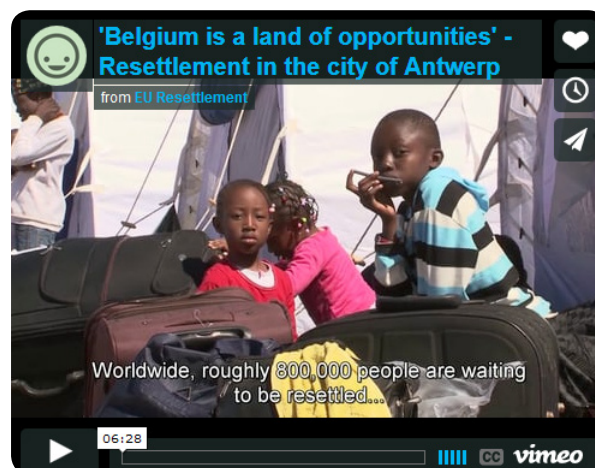 'Belgium is a land of opportunities' -
Resettlement in the city of Antwerp
from EU Resettlement
Worldwide, roughly 800,000 people are waiting
to be resettled...
06:28
CC vimeo